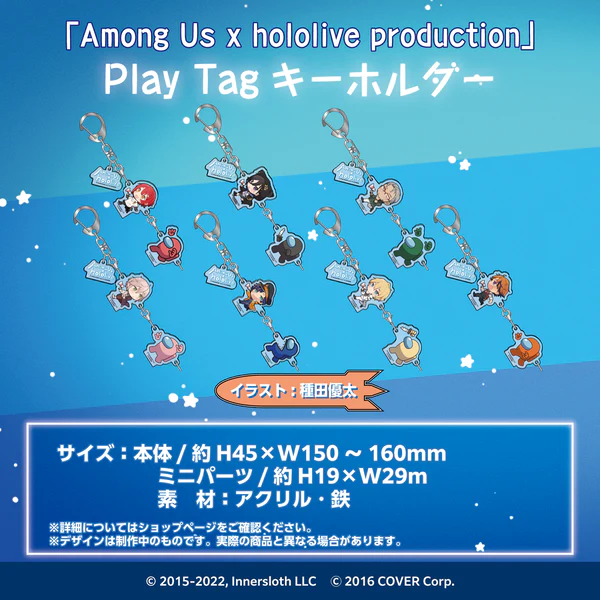 「Among Us x hololive production」
Play Tag キーホルダー
イラスト：種田優太
サイズ：本体 / 約 H45×W150 ～ 160mm
ミニパーツ / 約 H19×W29m
素　材：アクリル・鉄
※詳細についてはショップページをご確認ください。
※デザインは制作中のものです。実際の商品と異なる場合があります。
© 2015-2022, Innersloth LLC　© 2016 COVER Corp.